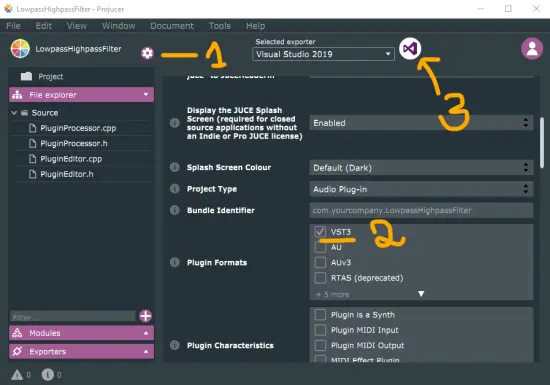 LowpassHighpassFilter - Projucer
File Edit View Window Document Tools Help
LowpassHighpassFilter
1
Selected exporter
Visual Studio 2019
3
Project
File explorer
Source
PluginProcessor.cpp
PluginProcessor.h
PluginEditor.cpp
PluginEditor.h
Filter...
Modules
Exporters
0 0
Display the JUCE Splash
Screen (required for closed
source applications without
an Indie or Pro JUCE license)
Enabled
Splash Screen Colour
Default (Dark)
Project Type
Audio Plug-in
Bundle Identifier
com.yourcompany.LowpassHighpassFilter
Plugin Formats
VST3
2
AU
AUv3
RTAS (deprecated)
+ 5 more
Plugin Characteristics
Plugin is a Synth
Plugin MIDI Input
Plugin MIDI Output
MIDI Effect Plugin